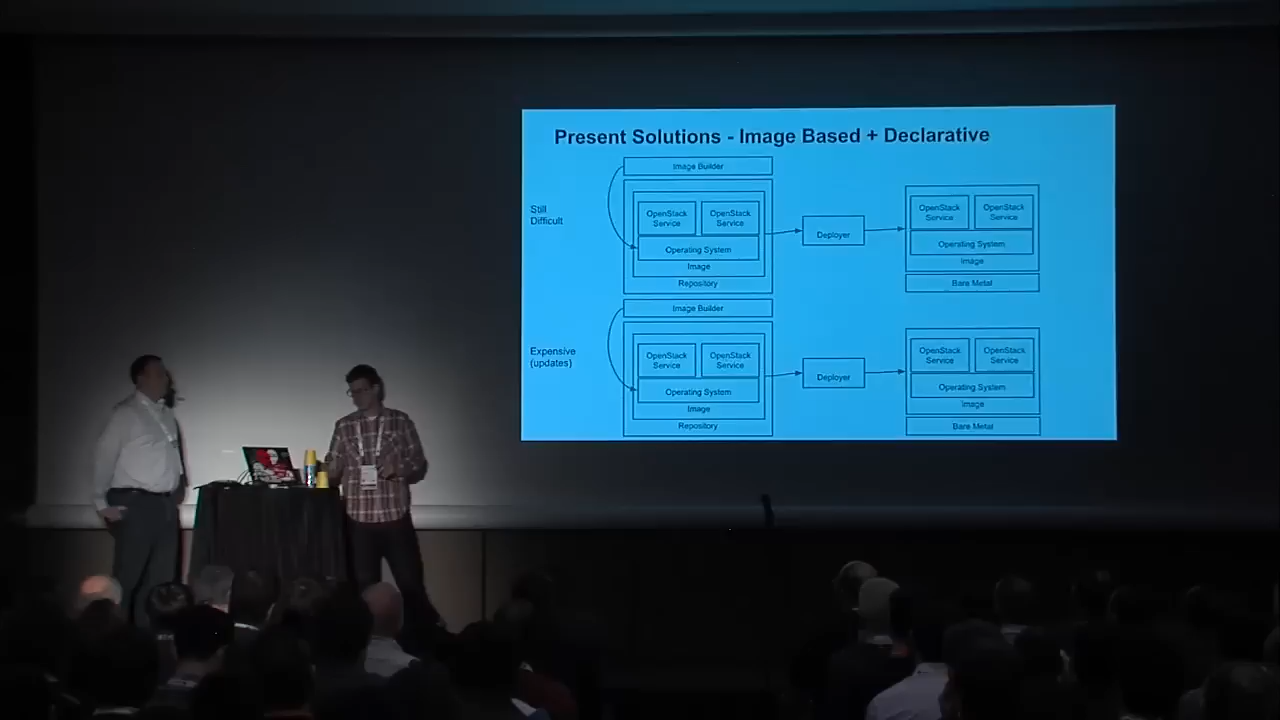 Present Solutions - Image Based + Declarative
Still
Difficult
Image Builder
OpenStack
Service
OpenStack
Service
Operating System
Image
Repository
Deployer
OpenStack
Service
OpenStack
Service
Operating System
Image
Bare Metal
Expensive
(updates)
Image Builder
OpenStack
Service
OpenStack
Service
Operating System
Image
Repository
Deployer
OpenStack
Service
OpenStack
Service
Operating System
Image
Bare Metal